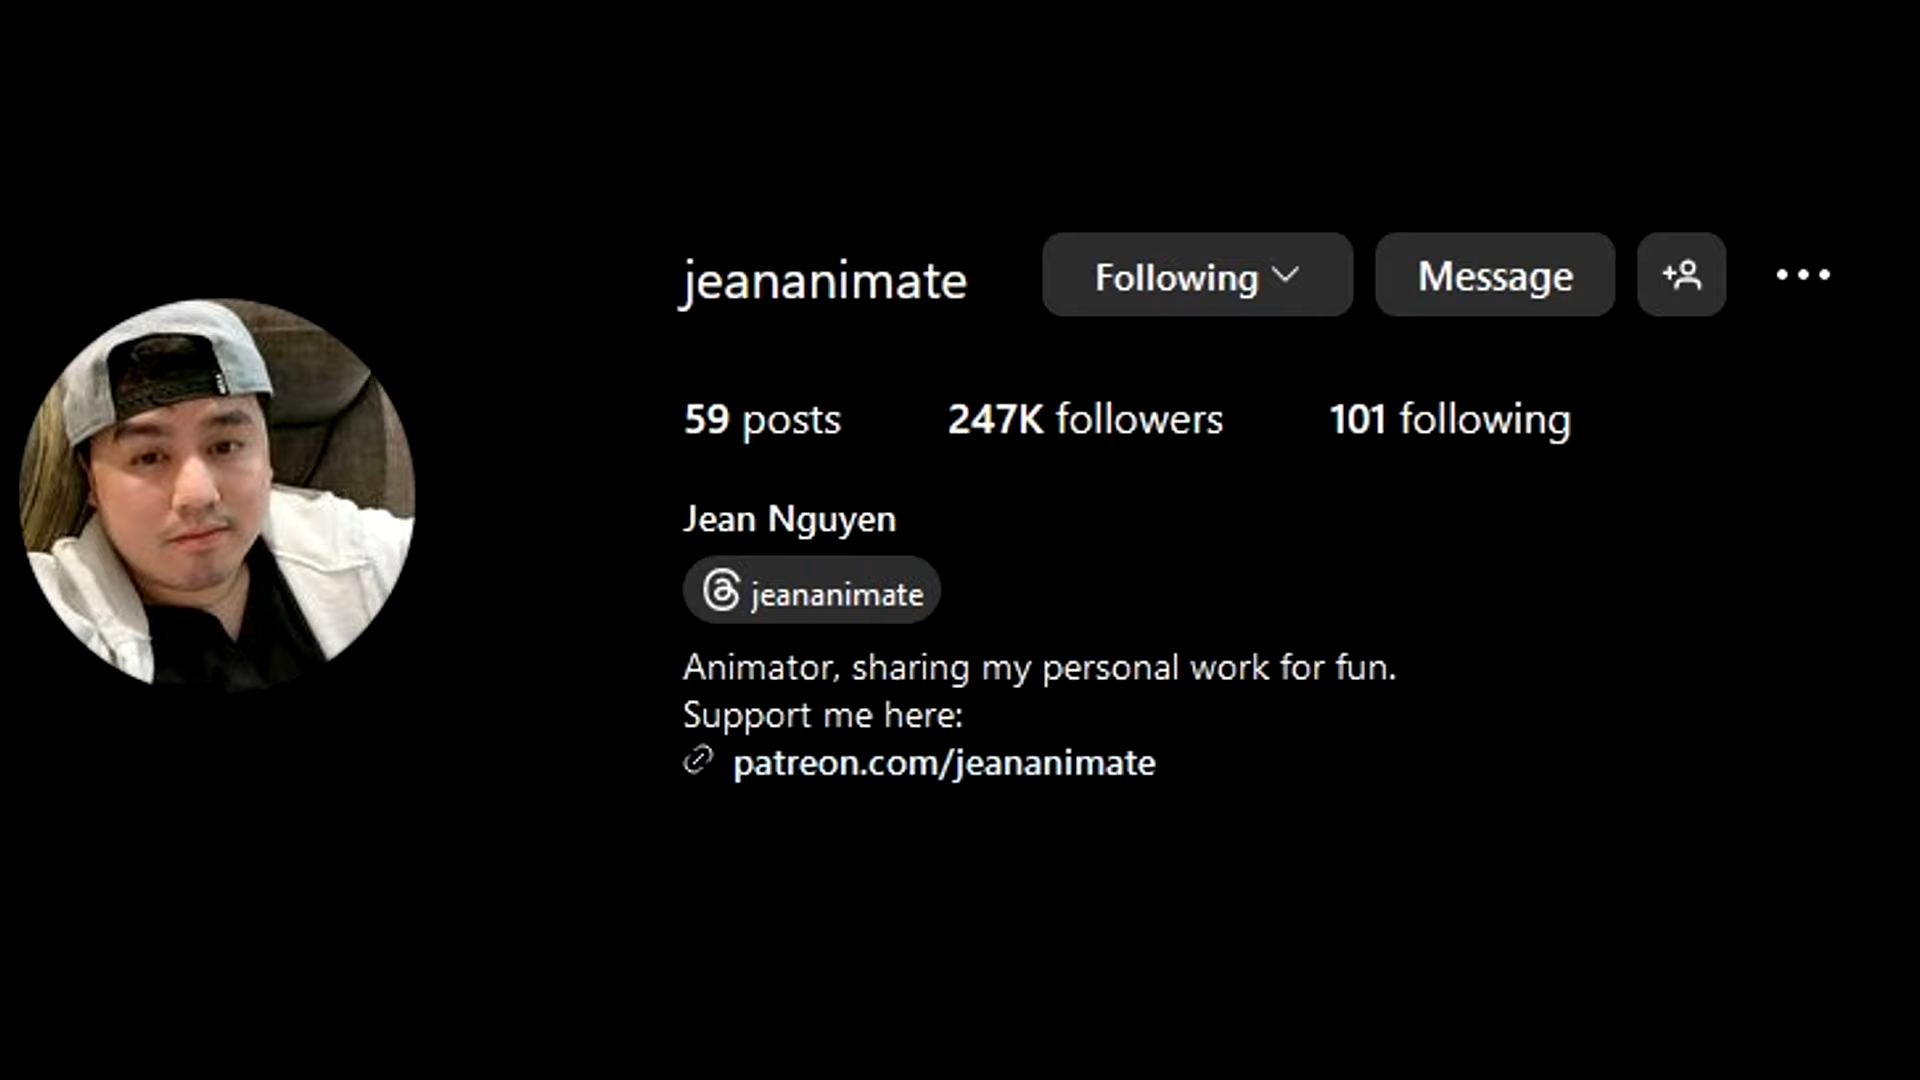 jeananimate Following Message
59 posts 247K followers 101 following
Jean Nguyen
jeananimate
Animator, sharing my personal work for fun.
Support me here:
patreon.com/jeananimate